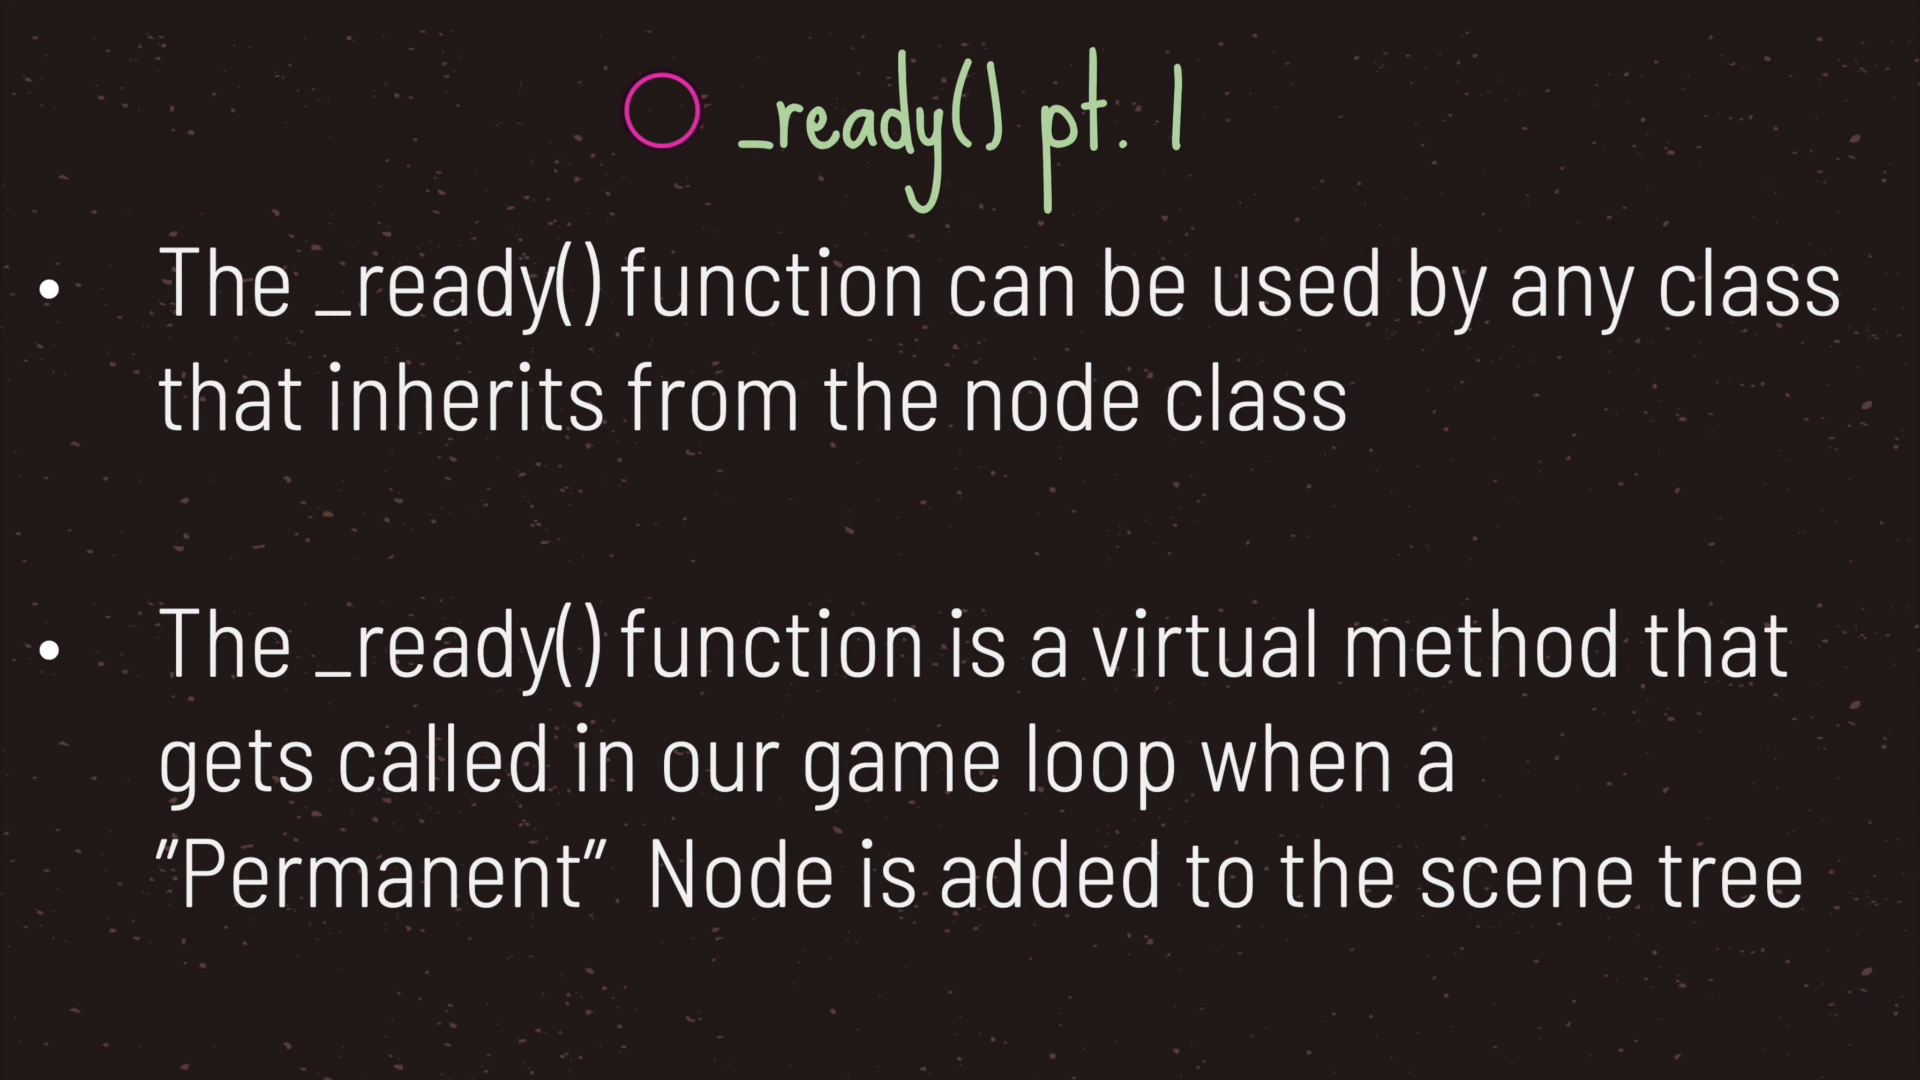 _ready() pt. 1
• The _ready() function can be used by any class
that inherits from the node class
• The _ready() function is a virtual method that
gets called in our game loop when a
"Permanent" Node is added to the scene tree